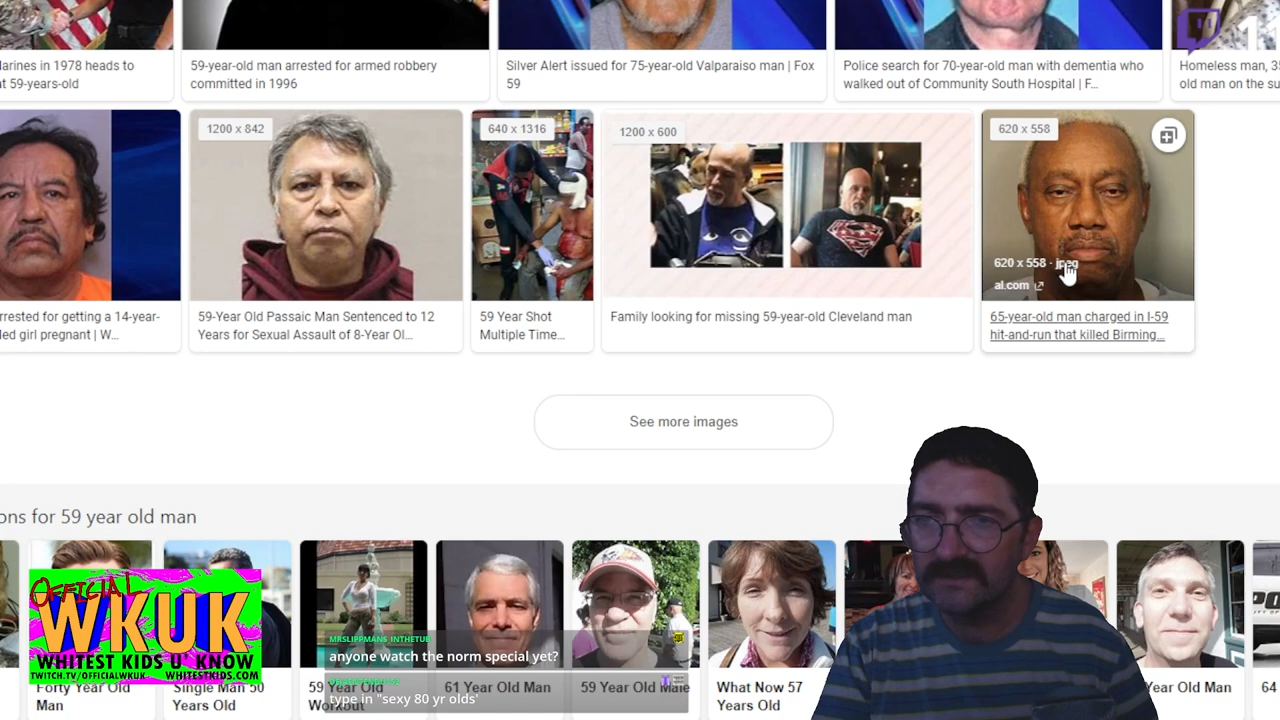 Marines in 1978 heads to
at 59-years-old
59-year-old man arrested for armed robbery
committed in 1996
Silver Alert issued for 75-year-old Valparaiso man | Fox
59
Police search for 70-year-old man with dementia who
walked out of Community South Hospital | F...
1
Homeless man, 35
old man on the su
1200 x 842
640 x 1316
1200 x 600
620 x 558
620 x 558 · jpeg
al.com
rrested for getting a 14-year-
led girl pregnant | W...
59-Year Old Passaic Man Sentenced to 12
Years for Sexual Assault of 8-Year Ol...
59 Year Shot
Multiple Time...
Family looking for missing 59-year-old Cleveland man
65-year-old man charged in I-59
hit-and-run that killed Birming...
See more images
ons for 59 year old man
OFFICIAL
WKUK
WHITEST KIDS U' KNOW
TWITCH.TV/OFFICIALWKUK WHITESTKIDS.COM
MRSLIPPMANS_INTHETUB
anyone watch the norm special yet?
type in "sexy 80 yr olds"
Forty Year Old
Man
Single Man 50
Years Old
59 Year Old
Workout
61 Year Old Man
59 Year Old Male
What Now 57
Years Old
Year Old Man
64